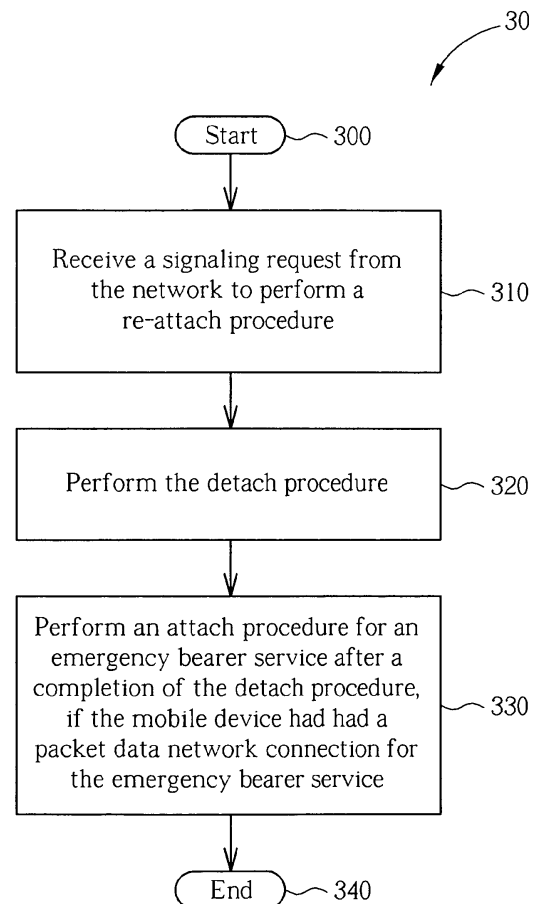 30
Start
300
Receive a signaling request from
the network to perform a
re-attach procedure
310
Perform the detach procedure
320
Perform an attach procedure for an
emergency bearer service after a
completion of the detach procedure,
if the mobile device had had a
packet data network connection for
the emergency bearer service
330
End
340